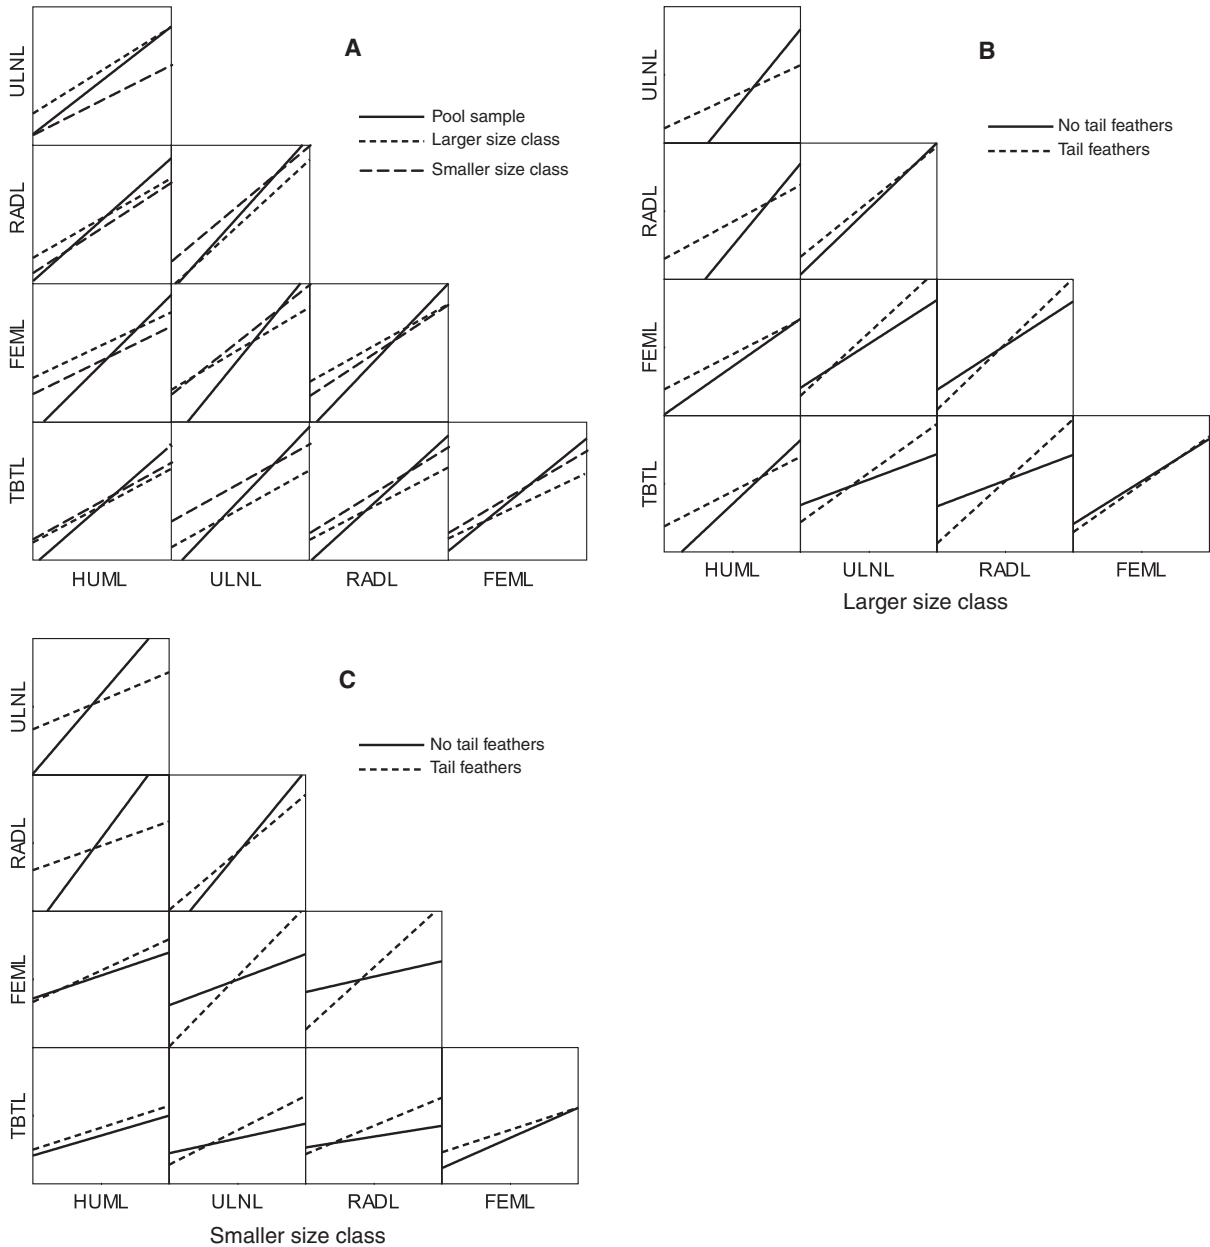 A
ULNL
Pool sample
Larger size class
Smaller size class
RADL
FEML
TBTL
HUML ULNL RADL FEML
B
ULNL
No tail feathers
Tail feathers
RADL
FEML
TBTL
HUML ULNL RADL FEML
Larger size class
C
ULNL
No tail feathers
Tail feathers
RADL
FEML
TBTL
HUML ULNL RADL FEML
Smaller size class